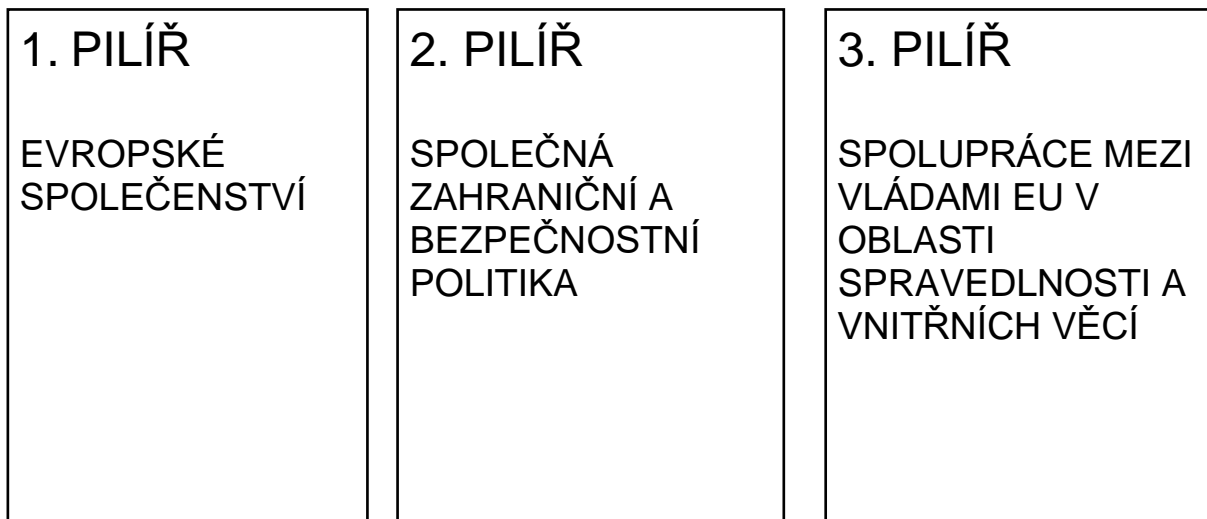 1. PILÍŘ
EVROPSKÉ
SPOLEČENSTVÍ
2. PILÍŘ
SPOLEČNÁ
ZAHRANIČNÍ A
BEZPEČNOSTNÍ
POLITIKA
3. PILÍŘ
SPOLUPRÁCE MEZI
VLÁDAMI EU V
OBLASTI
SPRAVEDLNOSTI A
VNITŘNÍCH VĚCÍ